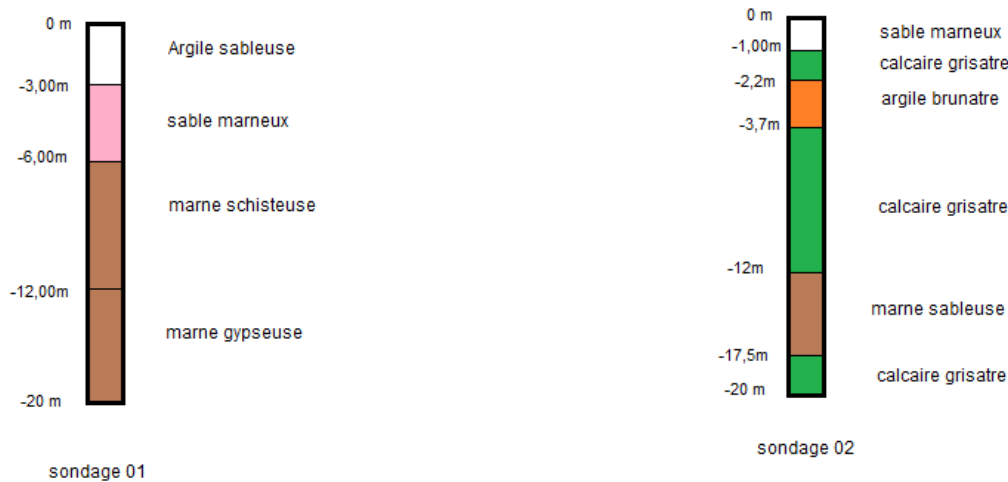 0 m
Argile sableuse
-3,00m
sable marneux
-6,00m
marne schisteuse
-12,00m
marne gypseuse
-20 m
sondage 01
0 m
sable marneux
-1,00m
calcaire grisatre
-2,2m
argile brunatre
-3,7m
calcaire grisatre
-12m
marne sableuse
-17,5m
calcaire grisatre
-20 m
sondage 02